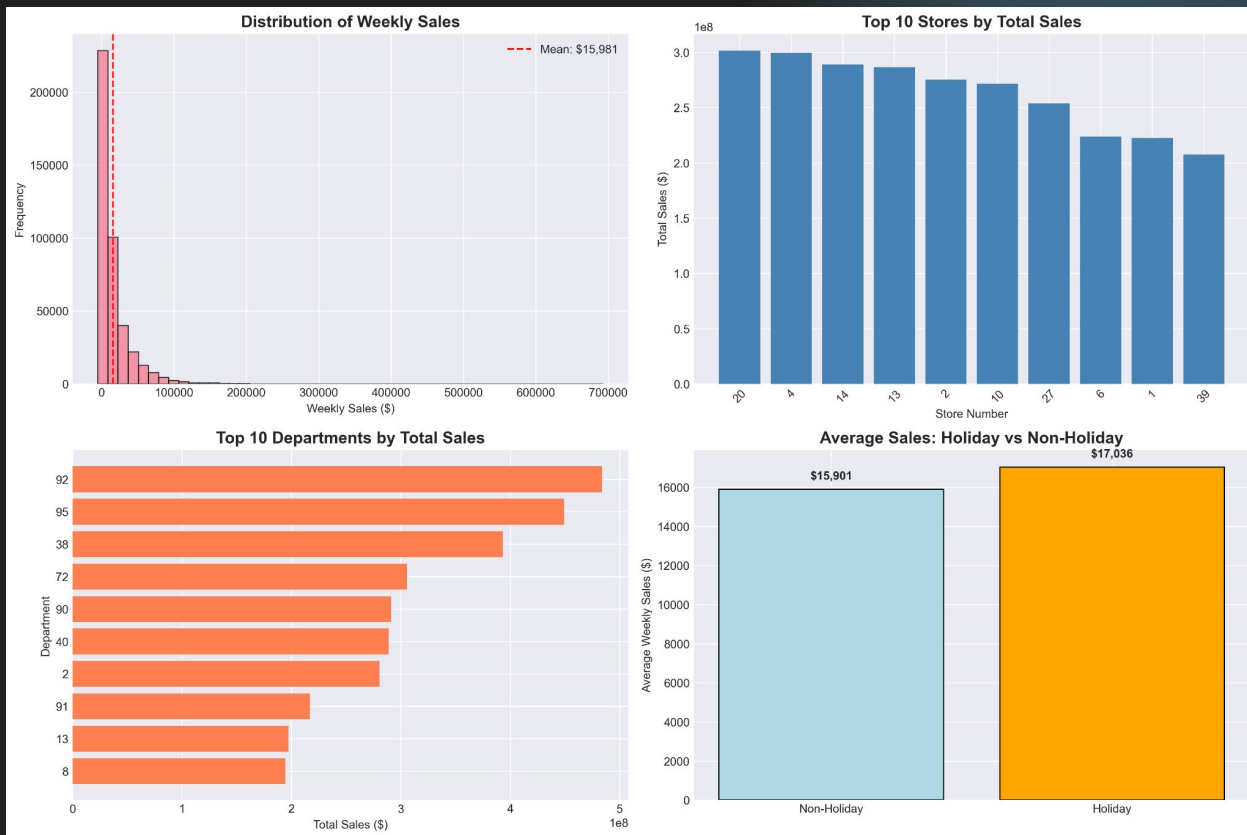 Distribution of Weekly Sales
Mean: $15,981
Frequency
200000
150000
100000
50000
0
0 100000 200000 300000 400000 500000 600000 700000
Weekly Sales ($)
Top 10 Stores by Total Sales
1e8
Total Sales ($)
3.0
2.5
2.0
1.5
1.0
0.5
0.0
20 4 14 13 2 10 27 6 1 39
Store Number
Top 10 Departments by Total Sales
Department
92
95
38
72
90
40
2
91
13
8
0 1 2 3 4 5
1e8
Total Sales ($)
Average Sales: Holiday vs Non-Holiday
$15,901
$17,036
Average Weekly Sales ($)
16000
14000
12000
10000
8000
6000
4000
2000
0
Non-Holiday Holiday